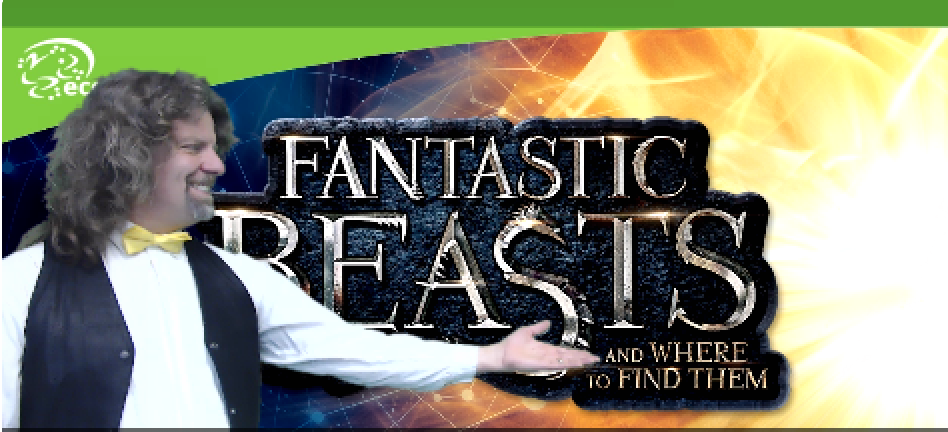 FANTASTIC
BEASTS
AND WHERE
TO FIND THEM